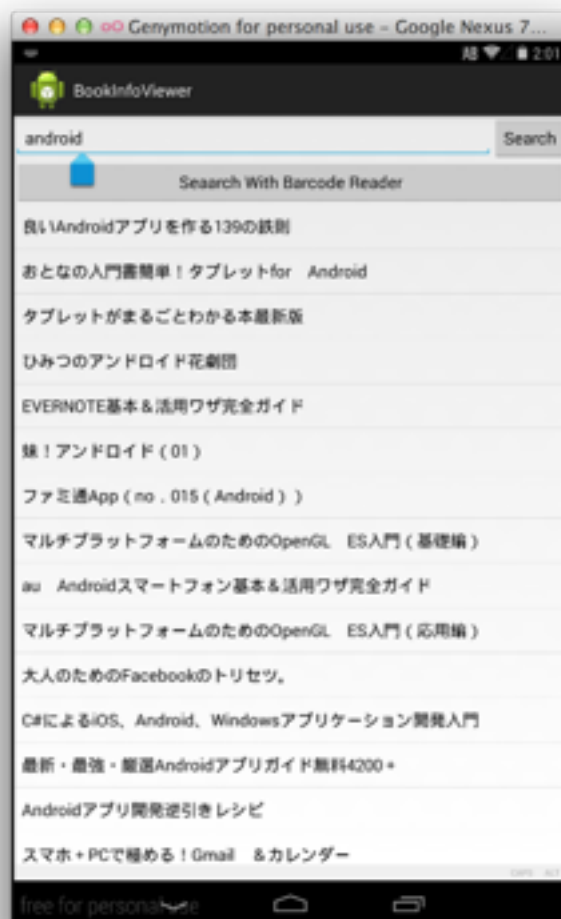 Genymotion for personal use – Google Nexus 7...
2:01
BookInfoViewer
android
Search
Seaarch With Barcode Reader
良いAndroidアプリを作る139の鉄則
おとなの入門書簡単！タブレットfor　Android
タブレットがまるごとわかる本最新版
ひみつのアンドロイド花劇団
EVERNOTE基本＆活用ワザ完全ガイド
妹！アンドロイド（01）
ファミ通App（no．015（Android））
マルチプラットフォームのためのOpenGL　ES入門（基礎編）
au　Androidスマートフォン基本＆活用ワザ完全ガイド
マルチプラットフォームのためのOpenGL　ES入門（応用編）
大人のためのFacebookのトリセツ。
C#によるiOS、Android、Windowsアプリケーション開発入門
最新・最強・厳選Androidアプリガイド無料4200＋
Androidアプリ開発逆引きレシピ
スマホ＋PCで極める！Gmail　＆カレンダー
free for personal use